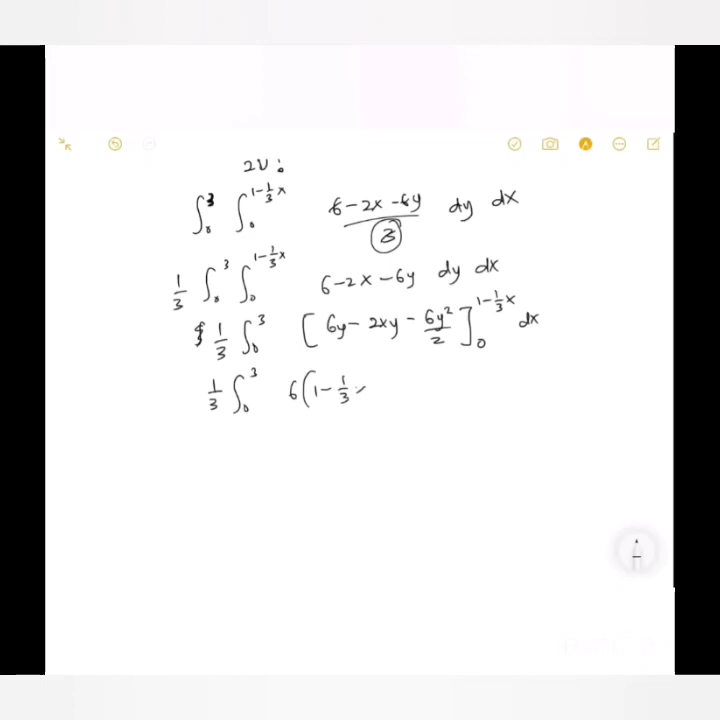 2V:
∫₀³ ∫₀^(1-⅓x) (6-2x-6y)/3 dy dx
⅓ ∫₀³ ∫₀^(1-⅓x) 6-2x-6y dy dx
⅓ ∫₀³ [6y-2xy-6y²/2]₀^(1-⅓x) dx
⅓ ∫₀³ 6(1-⅓